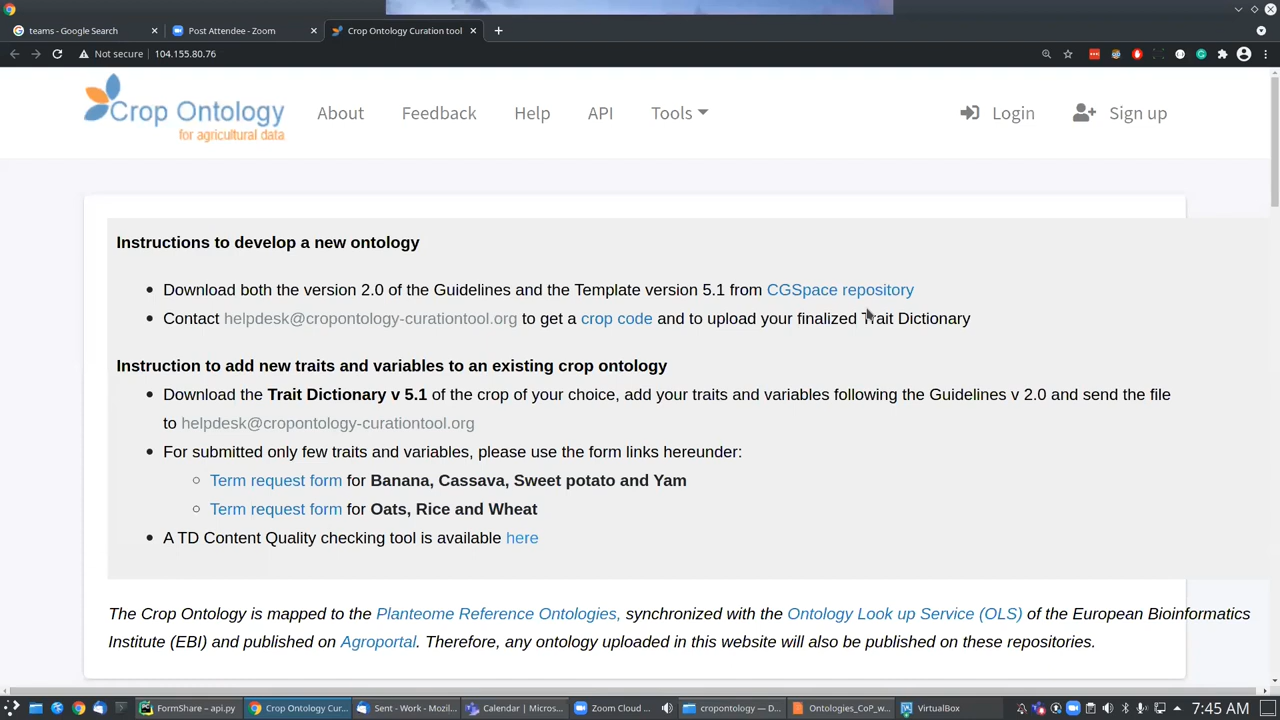 teams - Google Search
Post Attendee - Zoom
Crop Ontology Curation tool
Not secure
104.155.80.76
Crop Ontology
for agricultural data
About
Feedback
Help
API
Tools
Login
Sign up
Instructions to develop a new ontology
Download both the version 2.0 of the Guidelines and the Template version 5.1 from CGSpace repository
Contact helpdesk@cropontology-curationtool.org to get a crop code and to upload your finalized Trait Dictionary
Instruction to add new traits and variables to an existing crop ontology
Download the Trait Dictionary v 5.1 of the crop of your choice, add your traits and variables following the Guidelines v 2.0 and send the file
to helpdesk@cropontology-curationtool.org
For submitted only few traits and variables, please use the form links hereunder:
Term request form for Banana, Cassava, Sweet potato and Yam
Term request form for Oats, Rice and Wheat
A TD Content Quality checking tool is available here
The Crop Ontology is mapped to the Planteome Reference Ontologies, synchronized with the Ontology Look up Service (OLS) of the European Bioinformatics
Institute (EBI) and published on Agroportal. Therefore, any ontology uploaded in this website will also be published on these repositories.
FormShare – api.py
Crop Ontology Cur...
Sent - Work - Mozil...
Calendar | Micros...
Zoom Cloud ...
cropontology — D...
Ontologies_CoP_w...
VirtualBox
7:45 AM